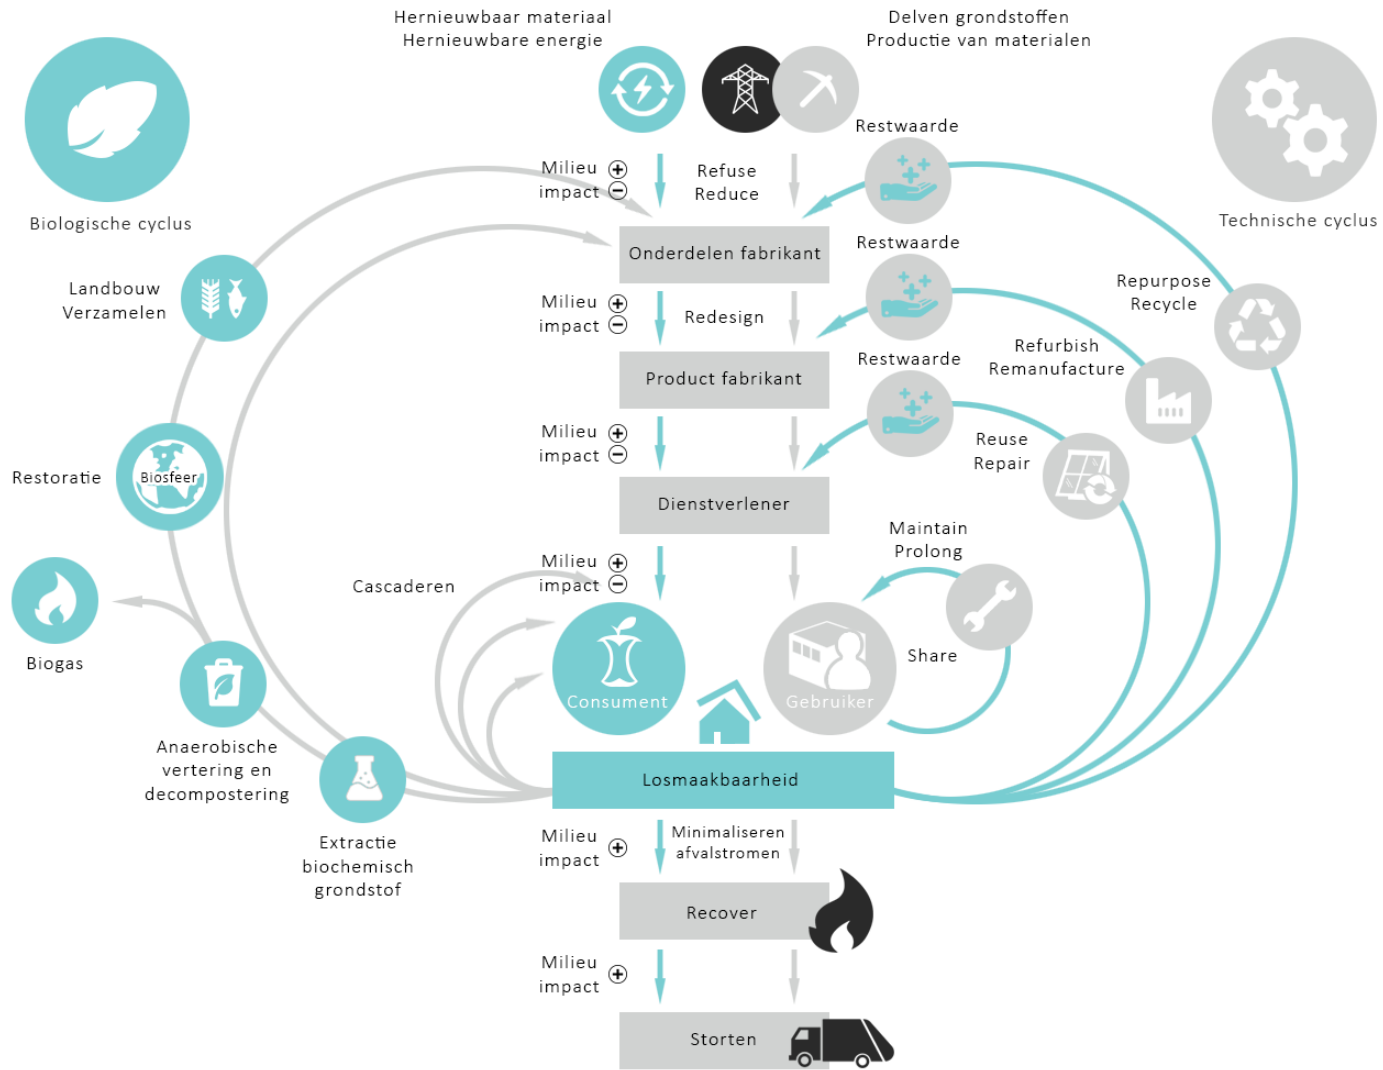 Hernieuwbaar materiaal
Hernieuwbare energie
Delven grondstoffen
Productie van materialen
Biologische cyclus
Technische cyclus
Restwaarde
Milieu
impact
Refuse
Reduce
Onderdelen fabrikant
Restwaarde
Landbouw
Verzamelen
Repurpose
Recycle
Milieu
impact
Redesign
Refurbish
Remanufacture
Product fabrikant
Restwaarde
Milieu
impact
Reuse
Repair
Restoratie
Biosfeer
Dienstverlener
Maintain
Prolong
Milieu
impact
Cascaderen
Biogas
Share
Consument
Gebruiker
Anaerobische
vertering en
decompostering
Losmaakbaarheid
Extractie
biochemisch
grondstof
Milieu
impact
Minimaliseren
afvalstromen
Recover
Milieu
impact
Storten